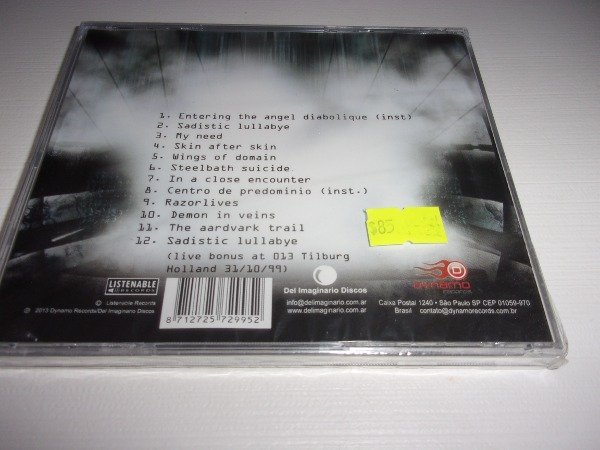 1. Entering the angel diabolique (inst)
2. Sadistic lullabye
3. My need
4. Skin after skin
5. Wings of domain
6. Steelbath suicide
7. In a close encounter
8. Centro de predominio (inst.)
9. Razorlives
10. Demon in veins
11. The aardvark trail
12. Sadistic lullabye
(live bonus at 013 Tilburg
Holland 31/10/99)
$85
LISTENABLE
RECORDS
Listenable Records
2013 Dynamo Records/Del Imaginario Discos
8 712725 729952
Del Imaginario Discos
info@delimaginario.com.ar
www.delimaginario.com.ar
DYNAMO
records
Caixa Postal 1240 • São Paulo SP CEP 01059-970
Brasil contato@dynamorecords.com.br